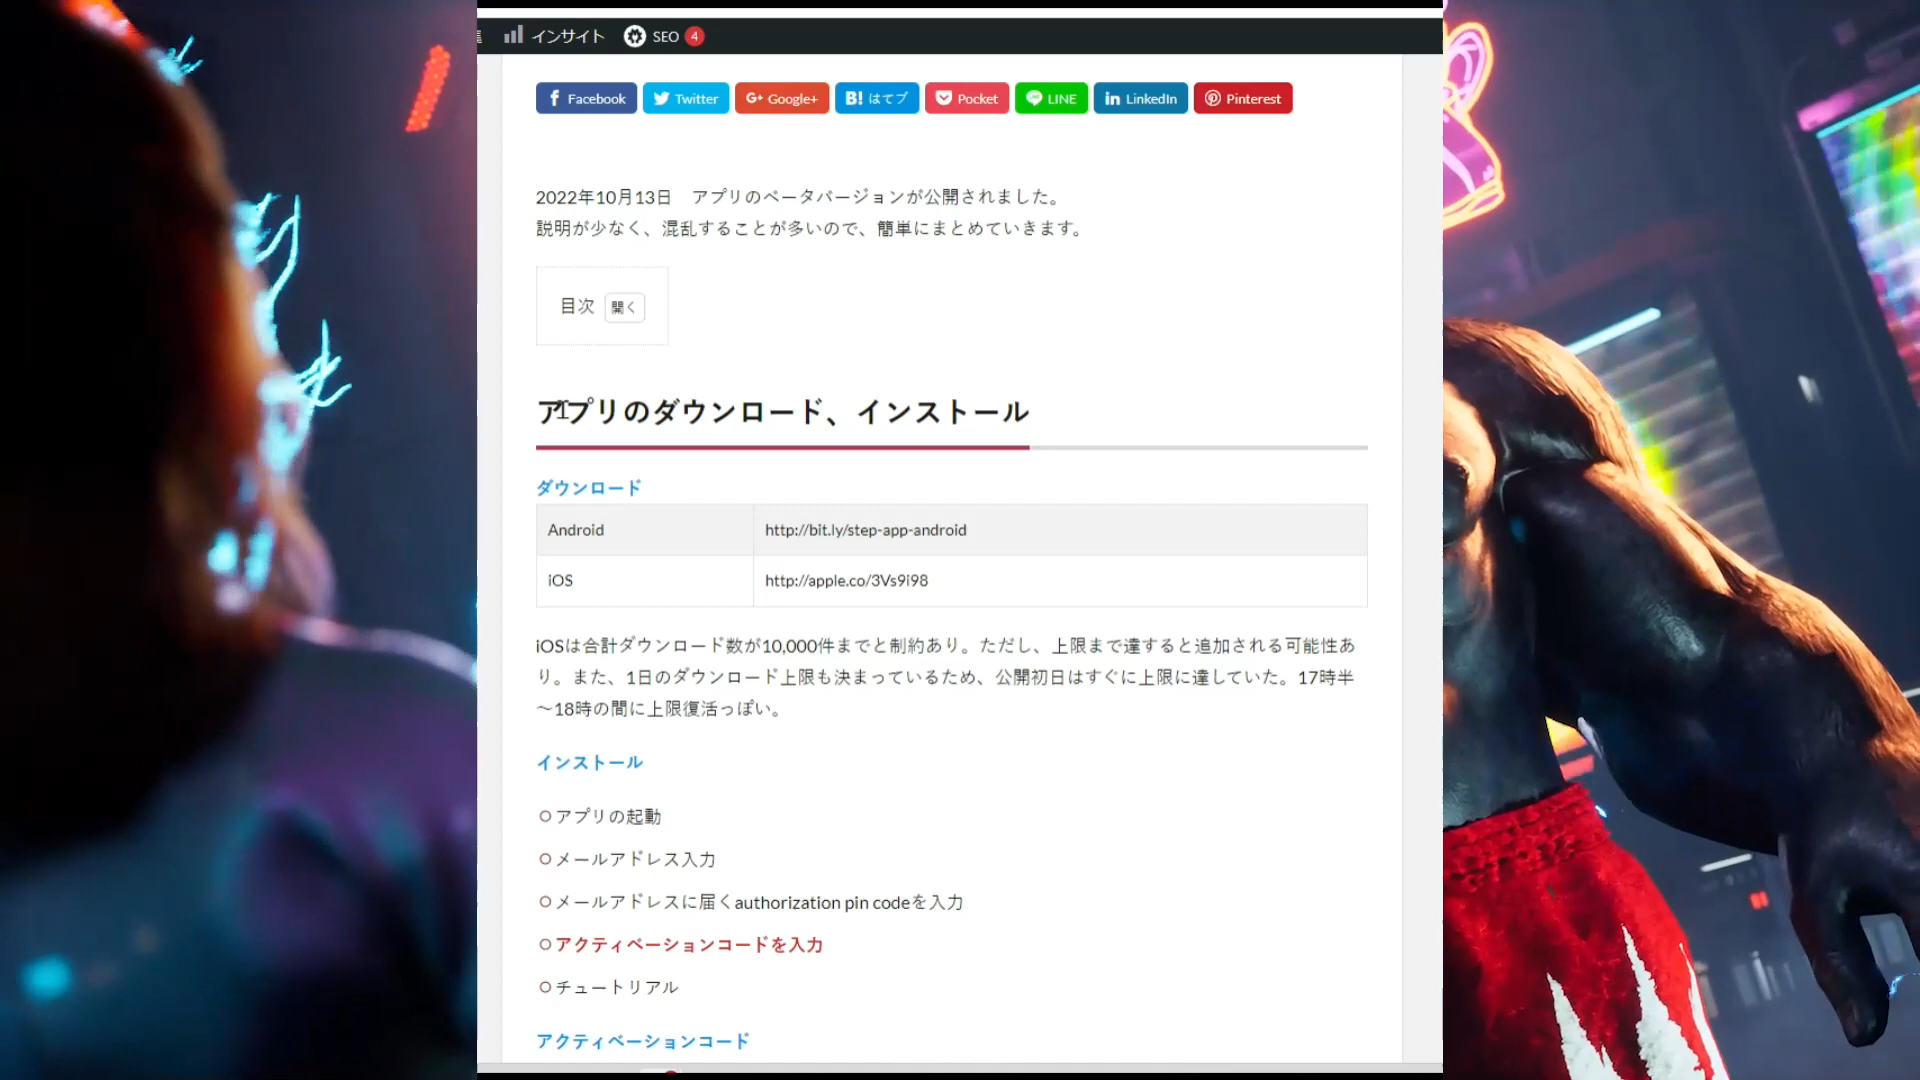 インサイト SEO 4
Facebook Twitter G+ Google+ B! はてブ Pocket LINE LinkedIn Pinterest
2022年10月13日　アプリのベータバージョンが公開されました。
説明が少なく、混乱することが多いので、簡単にまとめていきます。
目次 開く
アプリのダウンロード、インストール
ダウンロード
Android http://bit.ly/step-app-android
iOS http://apple.co/3Vs9i98
iOSは合計ダウンロード数が10,000件までと制約あり。ただし、上限まで達すると追加される可能性あ
り。また、1日のダウンロード上限も決まっているため、公開初日はすぐに上限に達していた。17時半
〜18時の間に上限復活っぽい。
インストール
アプリの起動
メールアドレス入力
メールアドレスに届くauthorization pin codeを入力
アクティベーションコードを入力
チュートリアル
アクティベーションコード